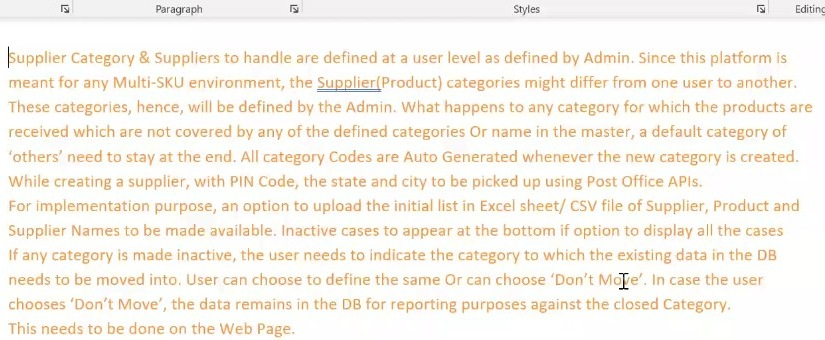 Paragraph Styles Editing
Supplier Category & Suppliers to handle are defined at a user level as defined by Admin. Since this platform is
meant for any Multi-SKU environment, the Supplier(Product) categories might differ from one user to another.
These categories, hence, will be defined by the Admin. What happens to any category for which the products are
received which are not covered by any of the defined categories Or name in the master, a default category of
‘others’ need to stay at the end. All category Codes are Auto Generated whenever the new category is created.
While creating a supplier, with PIN Code, the state and city to be picked up using Post Office APIs.
For implementation purpose, an option to upload the initial list in Excel sheet/ CSV file of Supplier, Product and
Supplier Names to be made available. Inactive cases to appear at the bottom if option to display all the cases
If any category is made inactive, the user needs to indicate the category to which the existing data in the DB
needs to be moved into. User can choose to define the same Or can choose ‘Don’t Move’. In case the user
chooses ‘Don’t Move’, the data remains in the DB for reporting purposes against the closed Category.
This needs to be done on the Web Page.